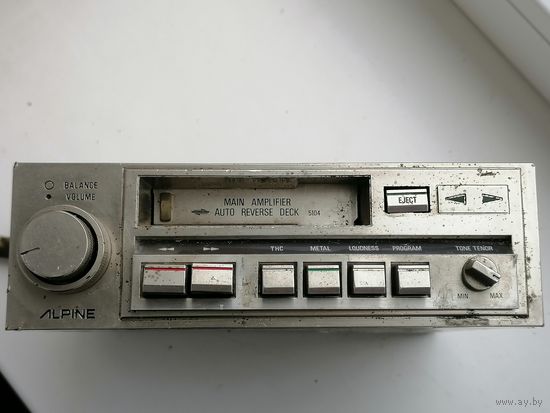 BALANCE
VOLUME
MAIN AMPLIFIER
AUTO REVERSE DECK 5104
EJECT
THC METAL LOUDNESS PROGRAM TONE TENOR
MIN MAX
ALPINE
www.ay.by